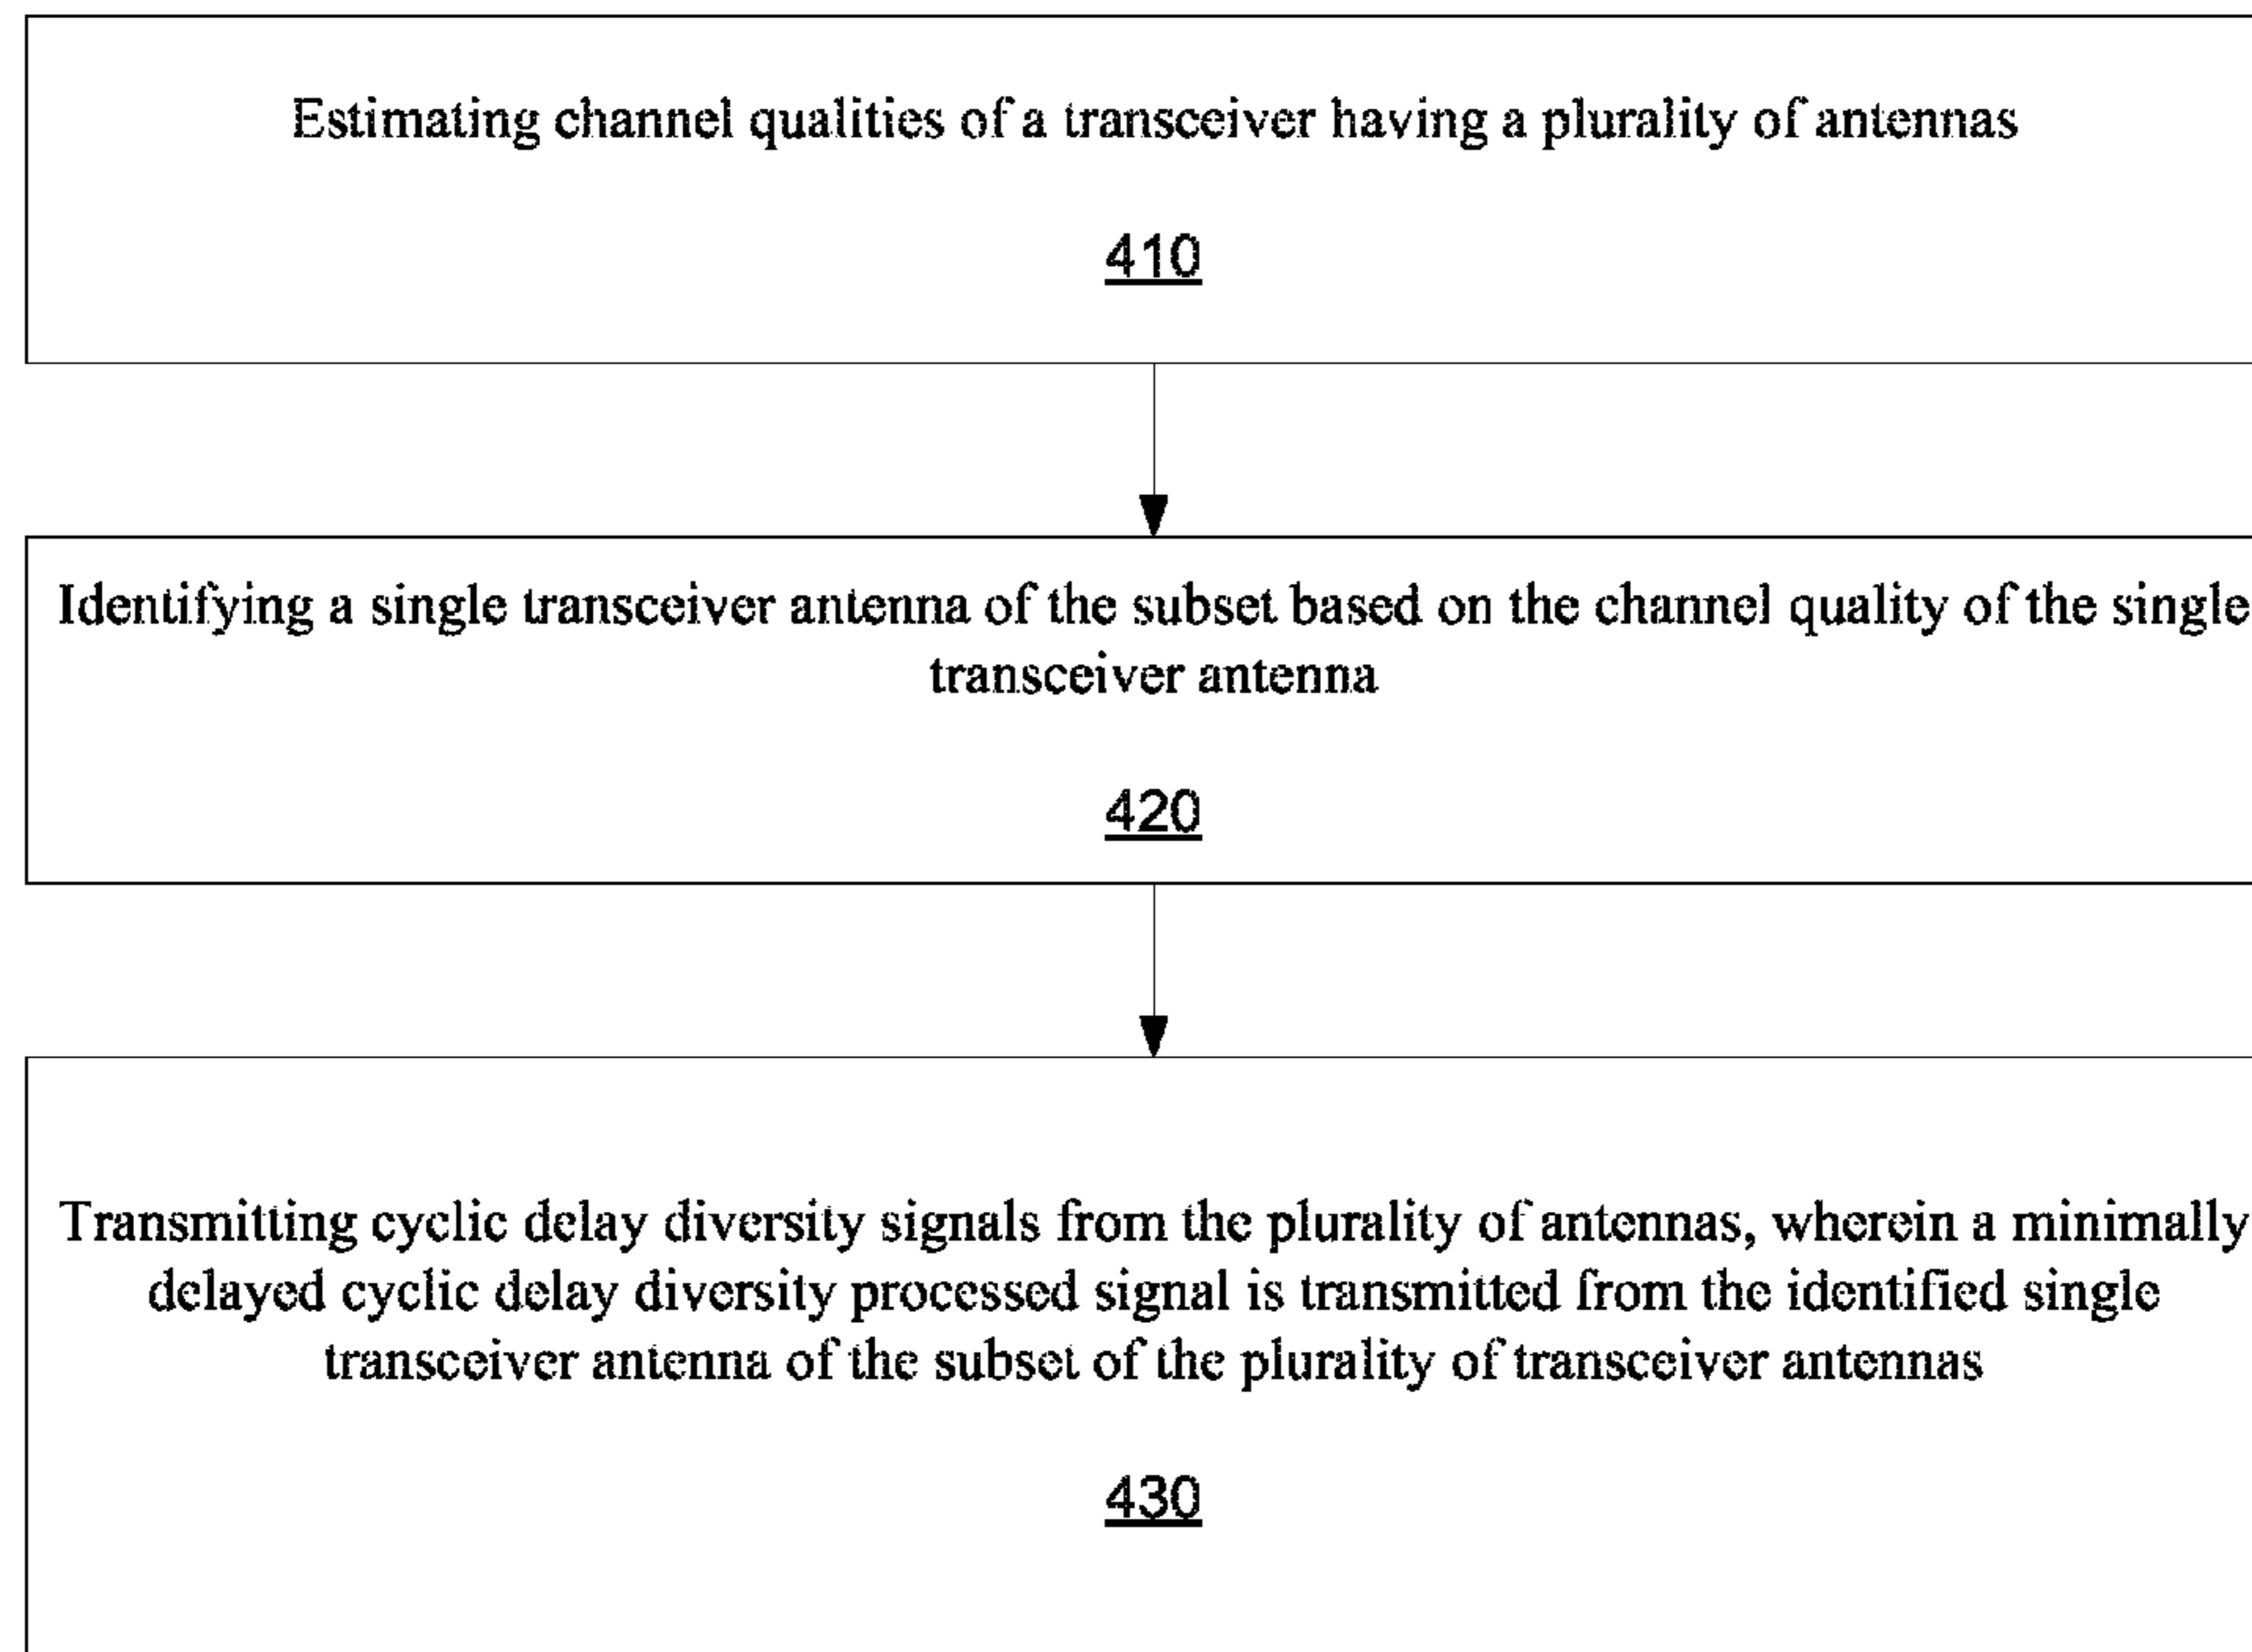 Estimating channel qualities of a transceiver having a plurality of antennas
410
Identifying a single transceiver antenna of the subset based on the channel quality of the single
transceiver antenna
420
Transmitting cyclic delay diversity signals from the plurality of antennas, wherein a minimally
delayed cyclic delay diversity processed signal is transmitted from the identified single
transceiver antenna of the subset of the plurality of transceiver antennas
430